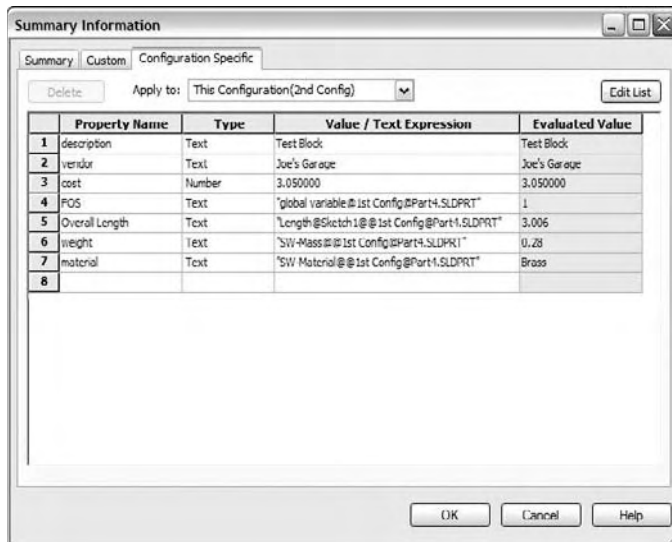 Summary Information
Summary Custom Configuration Specific
Delete Apply to: This Configuration(2nd Config) Edit List
Property Name Type Value / Text Expression Evaluated Value
1 description Text Test Block Test Block
2 vendor Text Joe's Garage Joe's Garage
3 cost Number 3.050000 3.050000
4 FOS Text "global variable@1st Config@Part4.SLDPRT" 1
5 Overall Length Text "Length@Sketch1@@1st Config@Part4.SLDPRT" 3.006
6 weight Text "SW-Mass@@1st Config@Part4.SLDPRT" 0.28
7 material Text "SW-Material@@1st Config@Part4.SLDPRT" Brass
8
OK Cancel Help